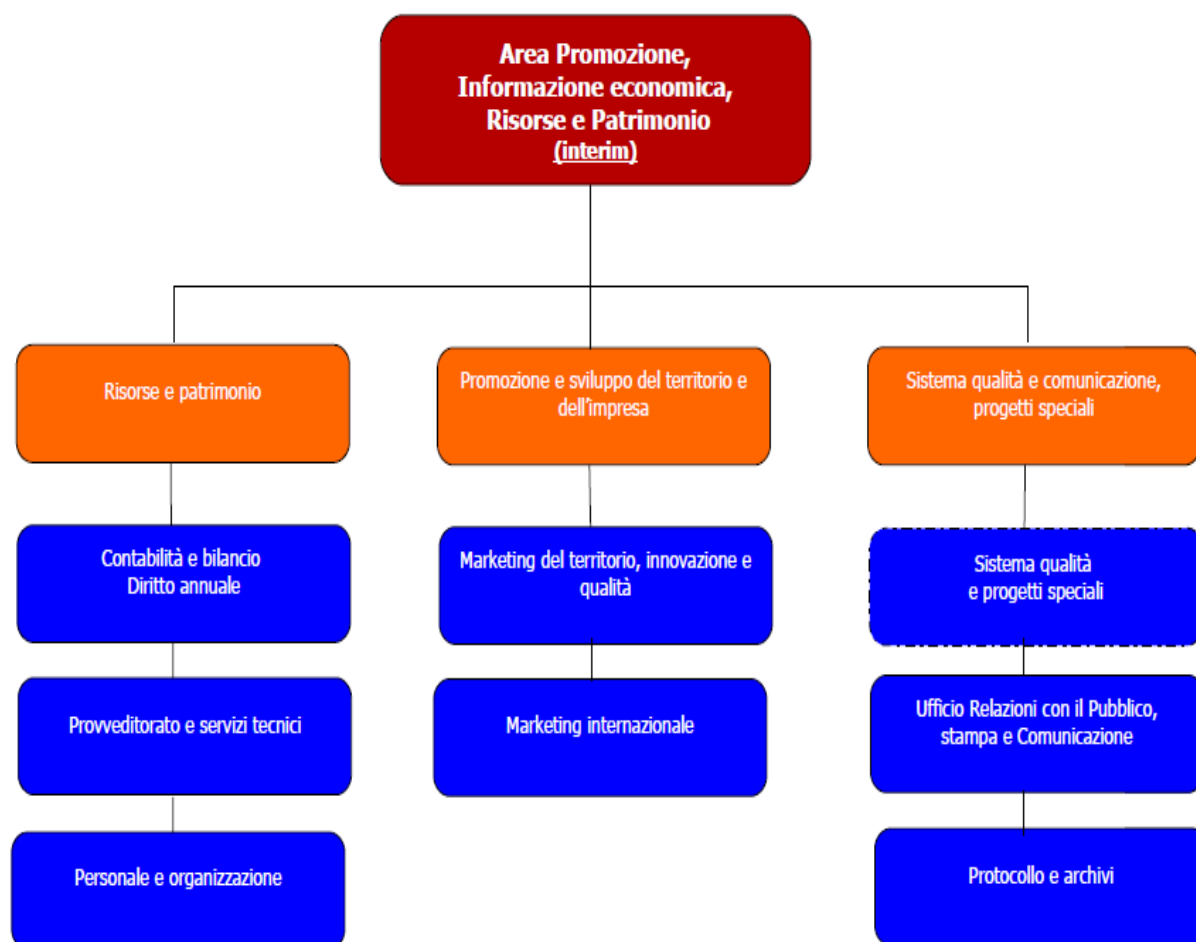 Area Promozione,
Informazione economica,
Risorse e Patrimonio
(interim)
Risorse e patrimonio
Promozione e sviluppo del territorio e
dell'impresa
Sistema qualità e comunicazione,
progetti speciali
Contabilità e bilancio
Diritto annuale
Marketing del territorio, innovazione e
qualità
Sistema qualità
e progetti speciali
Provveditorato e servizi tecnici
Marketing internazionale
Ufficio Relazioni con il Pubblico,
stampa e Comunicazione
Personale e organizzazione
Protocollo e archivi